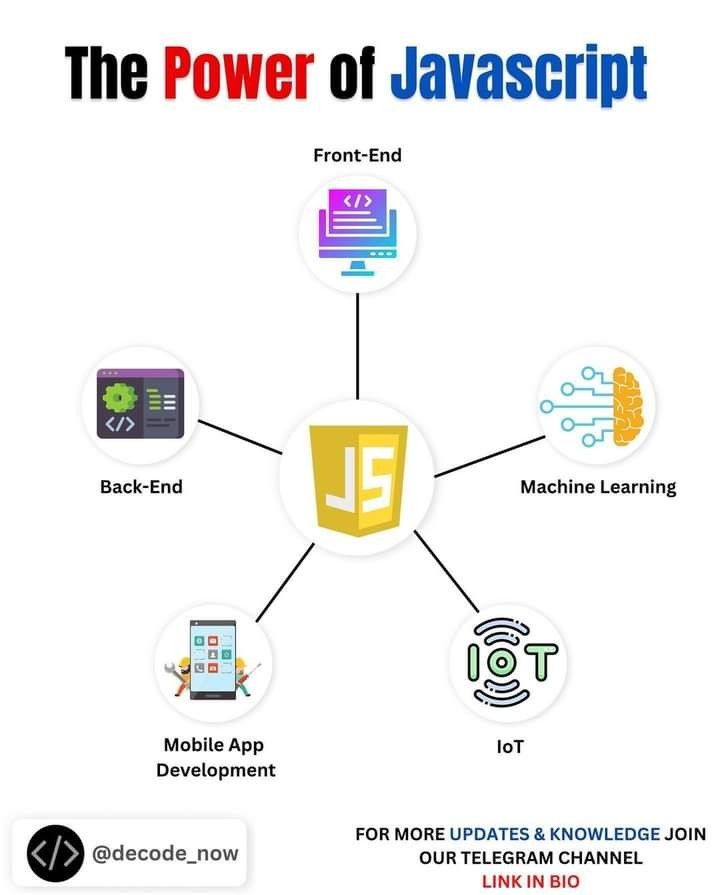 The Power of Javascript
Front-End
</>
Back-End
</>
Machine Learning
JS
Mobile App
Development
IoT
IoT
</>
@decode_now
FOR MORE UPDATES & KNOWLEDGE JOIN
OUR TELEGRAM CHANNEL
LINK IN BIO